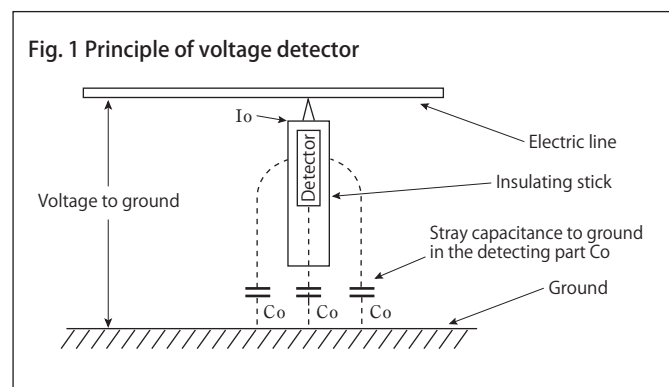 Fig. 1 Principle of voltage detector
Io
Electric line
Detector
Insulating stick
Voltage to ground
Stray capacitance to ground
in the detecting part Co
Ground
Co
Co
Co